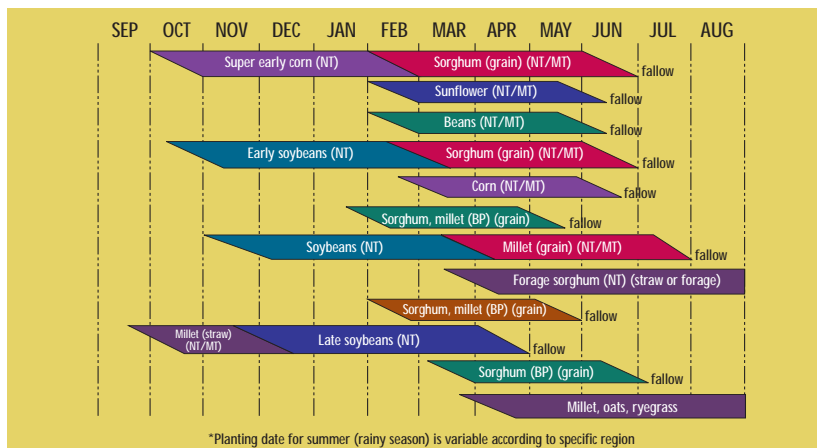 SEP OCT NOV DEC JAN FEB MAR APR MAY JUN JUL AUG
Super early corn (NT) Sorghum (grain) (NT/MT) fallow
Sunflower (NT/MT) fallow
Beans (NT/MT) fallow
Early soybeans (NT) Sorghum (grain) (NT/MT) fallow
Corn (NT/MT) fallow
Sorghum, millet (BP) (grain) fallow
Soybeans (NT) Millet (grain) (NT/MT) fallow
Forage sorghum (NT) (straw or forage)
Sorghum, millet (BP) (grain) fallow
Millet (straw)
(NT/MT)
Late soybeans (NT) fallow
Sorghum (BP) (grain) fallow
Millet, oats, ryegrass
*Planting date for summer (rainy season) is variable according to specific region